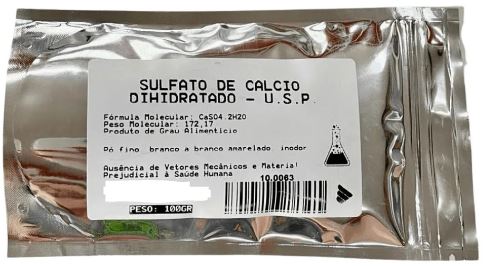 SULFATO DE CALCIO
DIHIDRATADO - U.S.P.
Fórmula Molecular: CaSO4.2H2O
Peso Molecular: 172,17
Produto de Grau Alimentício
Pó fino, branco a branco amarelado, inodor
Ausência de Vetores Mecânicos e Material
Prejudicial à Saúde Humana
10.0063
PESO: 100GR